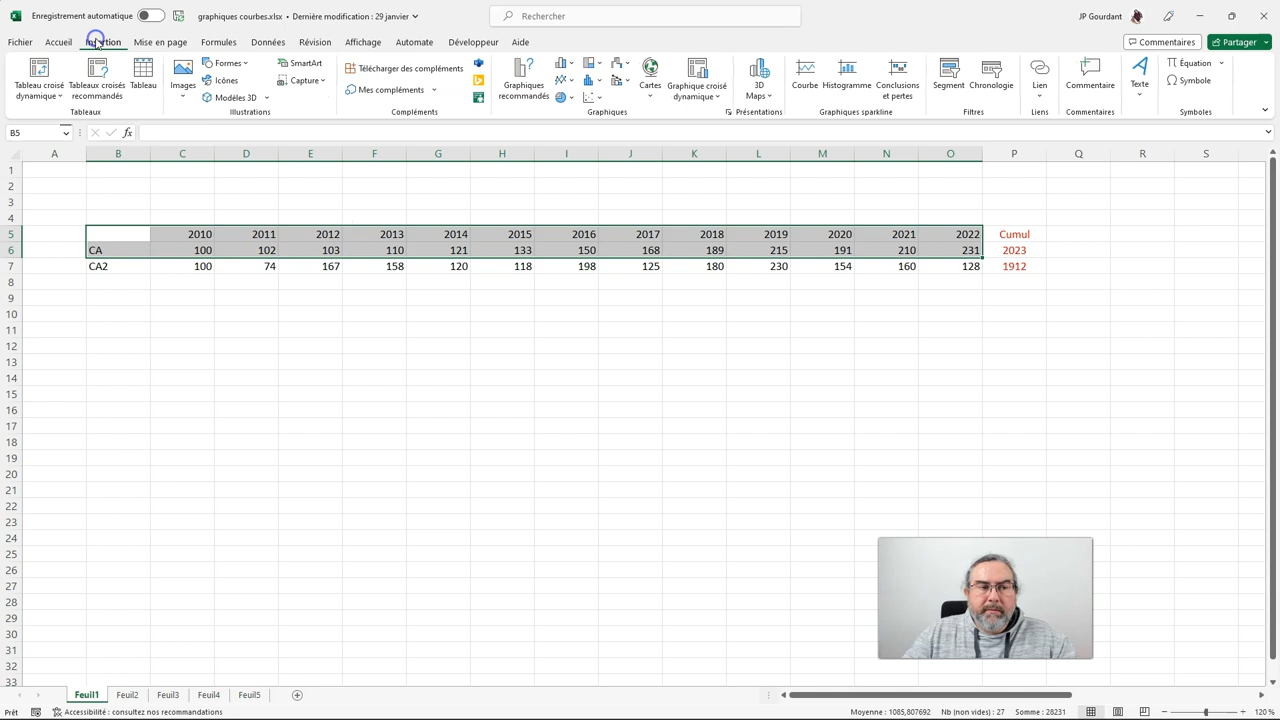 Enregistrement automatique
graphiques courbes.xlsx • Dernière modification : 29 janvier
Rechercher
JP Gourdant
Fichier Accueil Insertion Mise en page Formules Données Révision Affichage Automate Développeur Aide
Commentaires Partager
Tableau croisé dynamique
Tableaux croisés recommandés
Tableau
Tableaux
Images
Formes
Icônes
Modèles 3D
SmartArt
Capture
Illustrations
Télécharger des compléments
Mes compléments
Compléments
Graphiques recommandés
Cartes
Graphique croisé dynamique
Graphiques
3D Maps
Présentations
Courbe
Histogramme
Conclusions et pertes
Graphiques sparkline
Segment
Chronologie
Filtres
Lien
Liens
Commentaire
Commentaires
Texte
Équation
Symbole
Symboles
B5 fx
A B C D E F G H I J K L M N O P Q R S
1
2
3
4
5 2010 2011 2012 2013 2014 2015 2016 2017 2018 2019 2020 2021 2022 Cumul
6 CA 100 102 103 110 121 133 150 168 189 215 191 210 231 2023
7 CA2 100 74 167 158 120 118 198 125 180 230 154 160 128 1912
8
9
10
11
12
13
14
15
16
17
18
19
20
21
22
23
24
25
26
27
28
29
30
31
32
33
Feuil1 Feuil2 Feuil3 Feuil4 Feuil5
Prêt Accessibilité : consultez nos recommandations Moyenne : 1085,807692 Nb (non vides) : 27 Somme : 28231 120 %